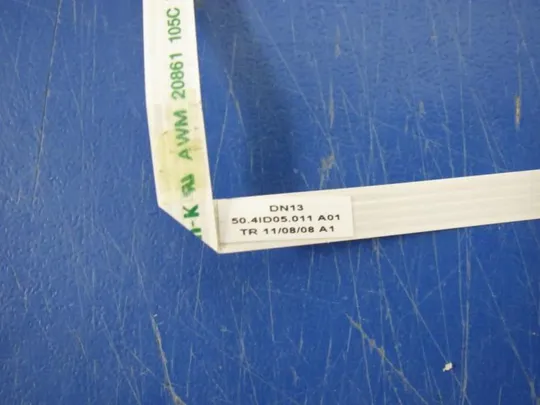 AWM 20861 105C
DN13
50.4ID05.011 A01
TR 11/08/08 A1